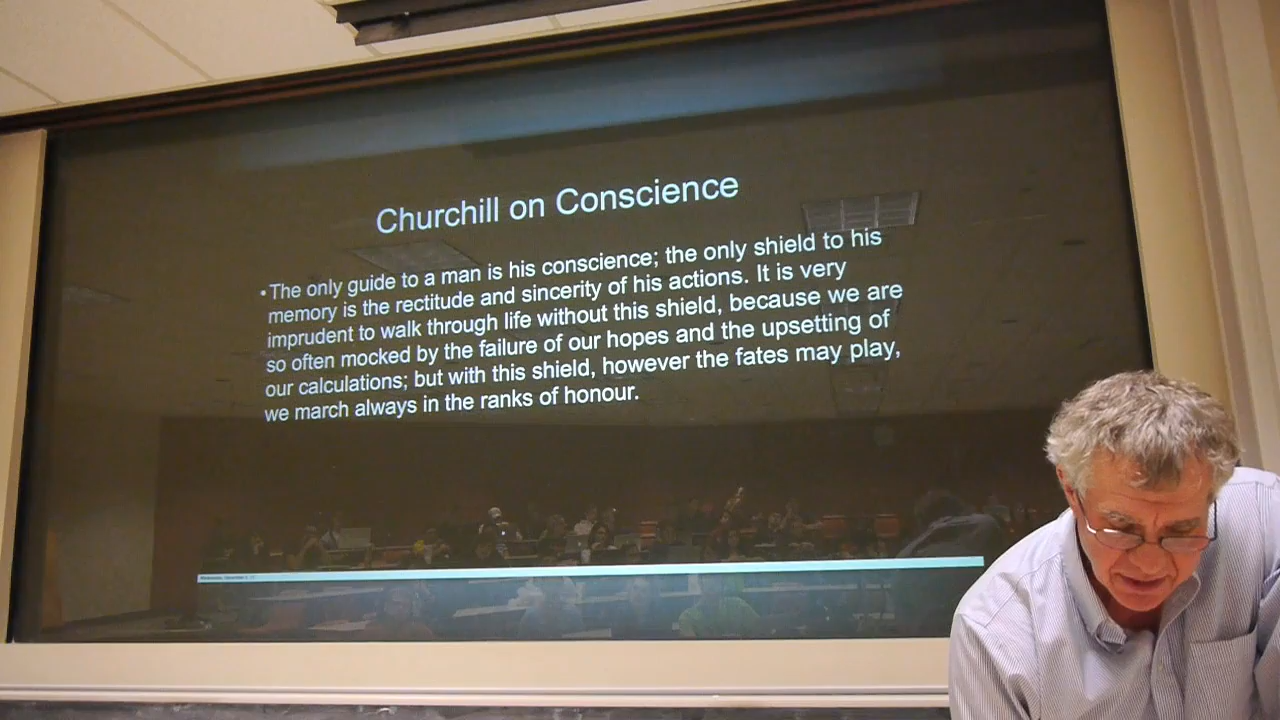 Churchill on Conscience
•The only guide to a man is his conscience; the only shield to his
memory is the rectitude and sincerity of his actions. It is very
imprudent to walk through life without this shield, because we are
so often mocked by the failure of our hopes and the upsetting of
our calculations; but with this shield, however the fates may play,
we march always in the ranks of honour.